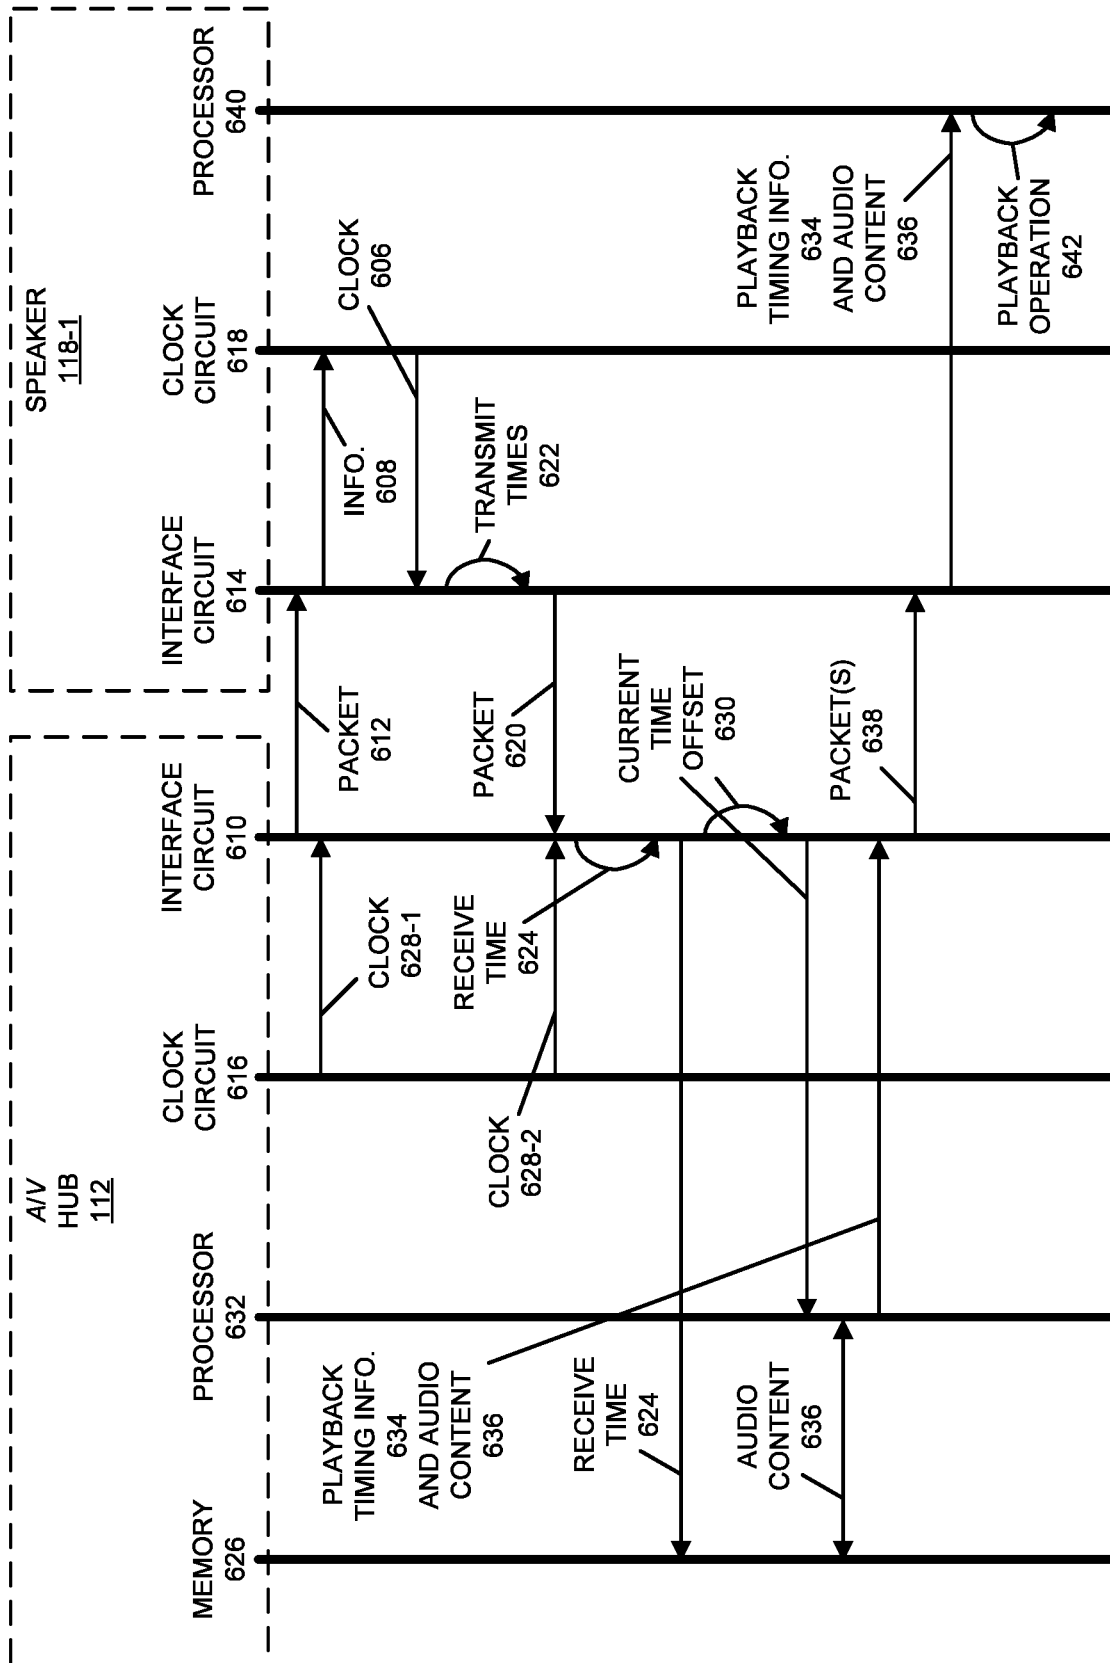 A/V
HUB
112
SPEAKER
118-1
MEMORY
626
PROCESSOR
632
CLOCK
CIRCUIT
616
INTERFACE
CIRCUIT
610
INTERFACE
CIRCUIT
614
CLOCK
CIRCUIT
618
PROCESSOR
640
PACKET
612
CLOCK
628-1
INFO.
608
CLOCK
606
TRANSMIT
TIMES
622
PACKET
620
CLOCK
628-2
RECEIVE
TIME
624
RECEIVE
TIME
624
CURRENT
TIME
OFFSET
630
AUDIO
CONTENT
636
PLAYBACK
TIMING INFO.
634
AND AUDIO
CONTENT
636
PACKET(S)
638
PLAYBACK
TIMING INFO.
634
AND AUDIO
CONTENT
636
PLAYBACK
OPERATION
642